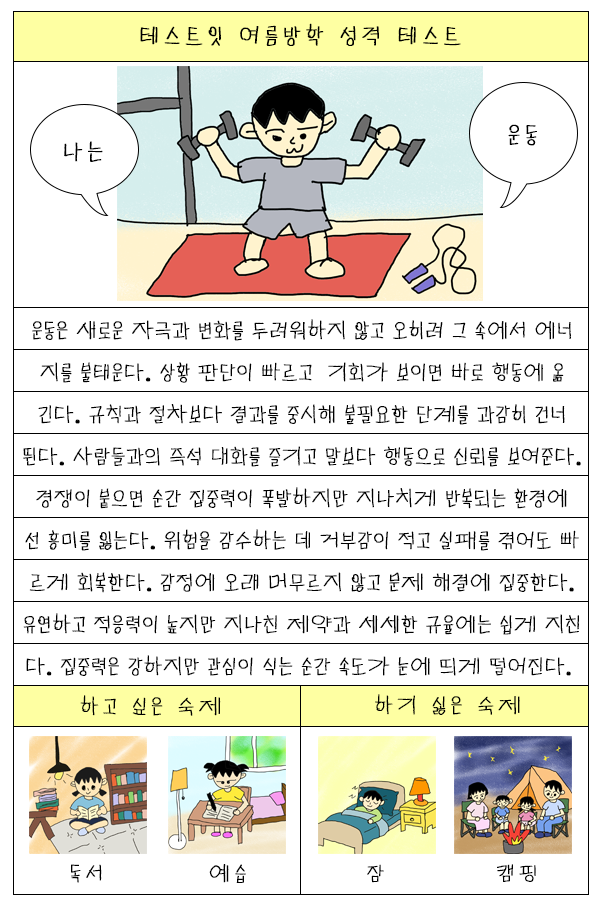 테스트잇 여름방학 성격 테스트
나는
운동
운동은 새로운 자극과 변화를 두려워하지 않고 오히려 그 속에서 에너
지를 불태운다. 상황 판단이 빠르고 기회가 보이면 바로 행동에 옮
긴다. 규칙과 절차보다 결과를 중시해 불필요한 단계를 과감히 건너
뛴다. 사람들과의 즉석 대화를 즐기고 말보다 행동으로 신뢰를 보여준다.
경쟁이 붙으면 순간 집중력이 폭발하지만 지나치게 반복되는 환경에
선 흥미를 잃는다. 위험을 감수하는 데 거부감이 적고 실패를 겪어도 빠
르게 회복한다. 감정에 오래 머무르지 않고 문제 해결에 집중한다.
유연하고 적응력이 높지만 지나친 제약과 세세한 규율에는 쉽게 지친
다. 집중력은 강하지만 관심이 식는 순간 속도가 눈에 띄게 떨어진다.
하고 싶은 숙제
하기 싫은 숙제
독서
예습
잠
캠핑